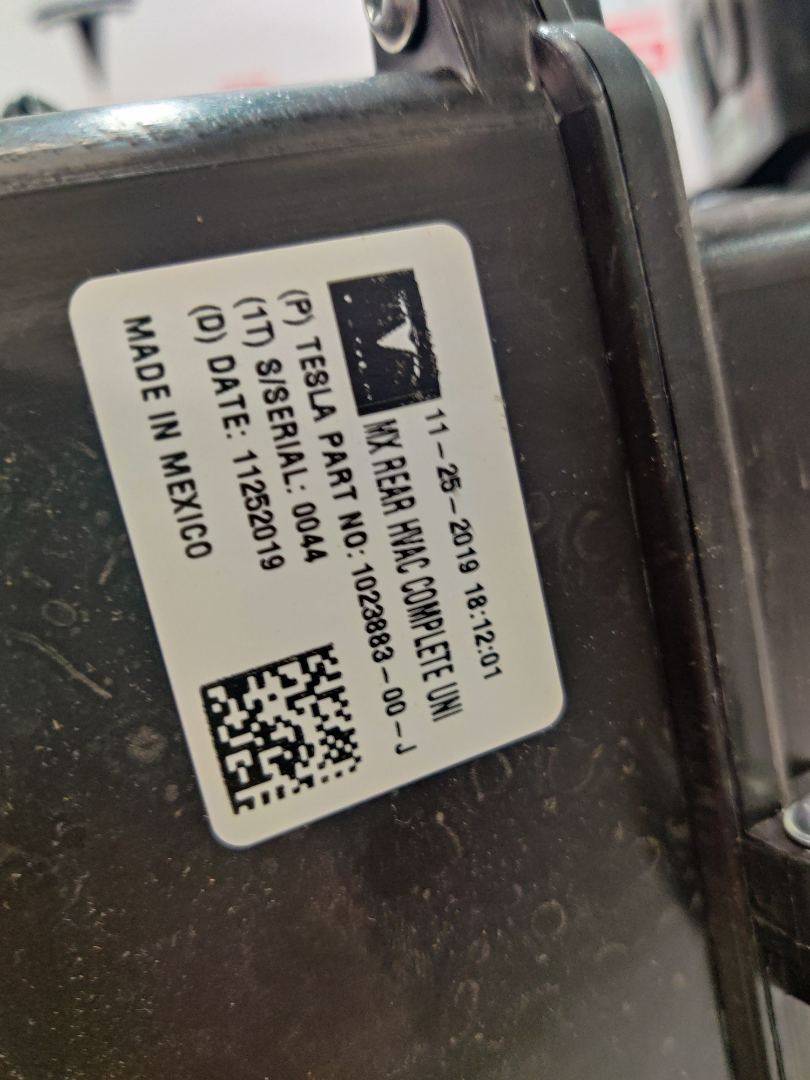 11-25-2019 18:12:01
MX REAR HVAC COMPLETE UNI
(P) TESLA PART NO: 1023883-00-J
(1T) S/SERIAL: 0044
(D) DATE: 11252019
MADE IN MEXICO